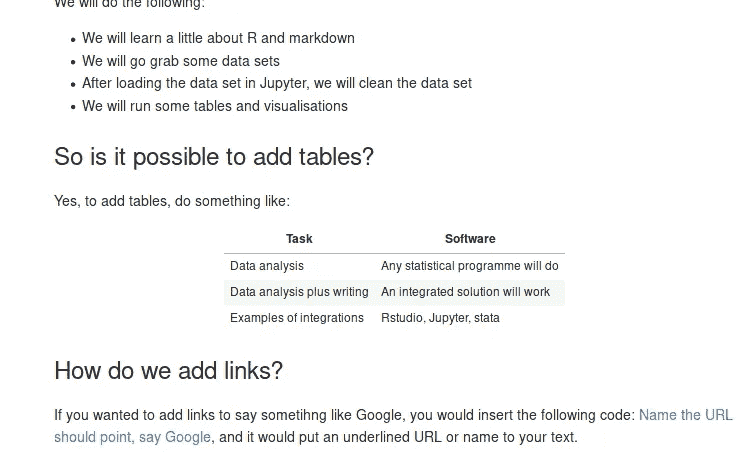 We will do the following:
• We will learn a little about R and markdown
• We will go grab some data sets
• After loading the data set in Jupyter, we will clean the data set
• We will run some tables and visualisations
So is it possible to add tables?
Yes, to add tables, do something like:
Task Software
Data analysis Any statistical programme will do
Data analysis plus writing An integrated solution will work
Examples of integrations Rstudio, Jupyter, stata
How do we add links?
If you wanted to add links to say sometihng like Google, you would insert the following code: Name the URL
should point, say Google, and it would put an underlined URL or name to your text.